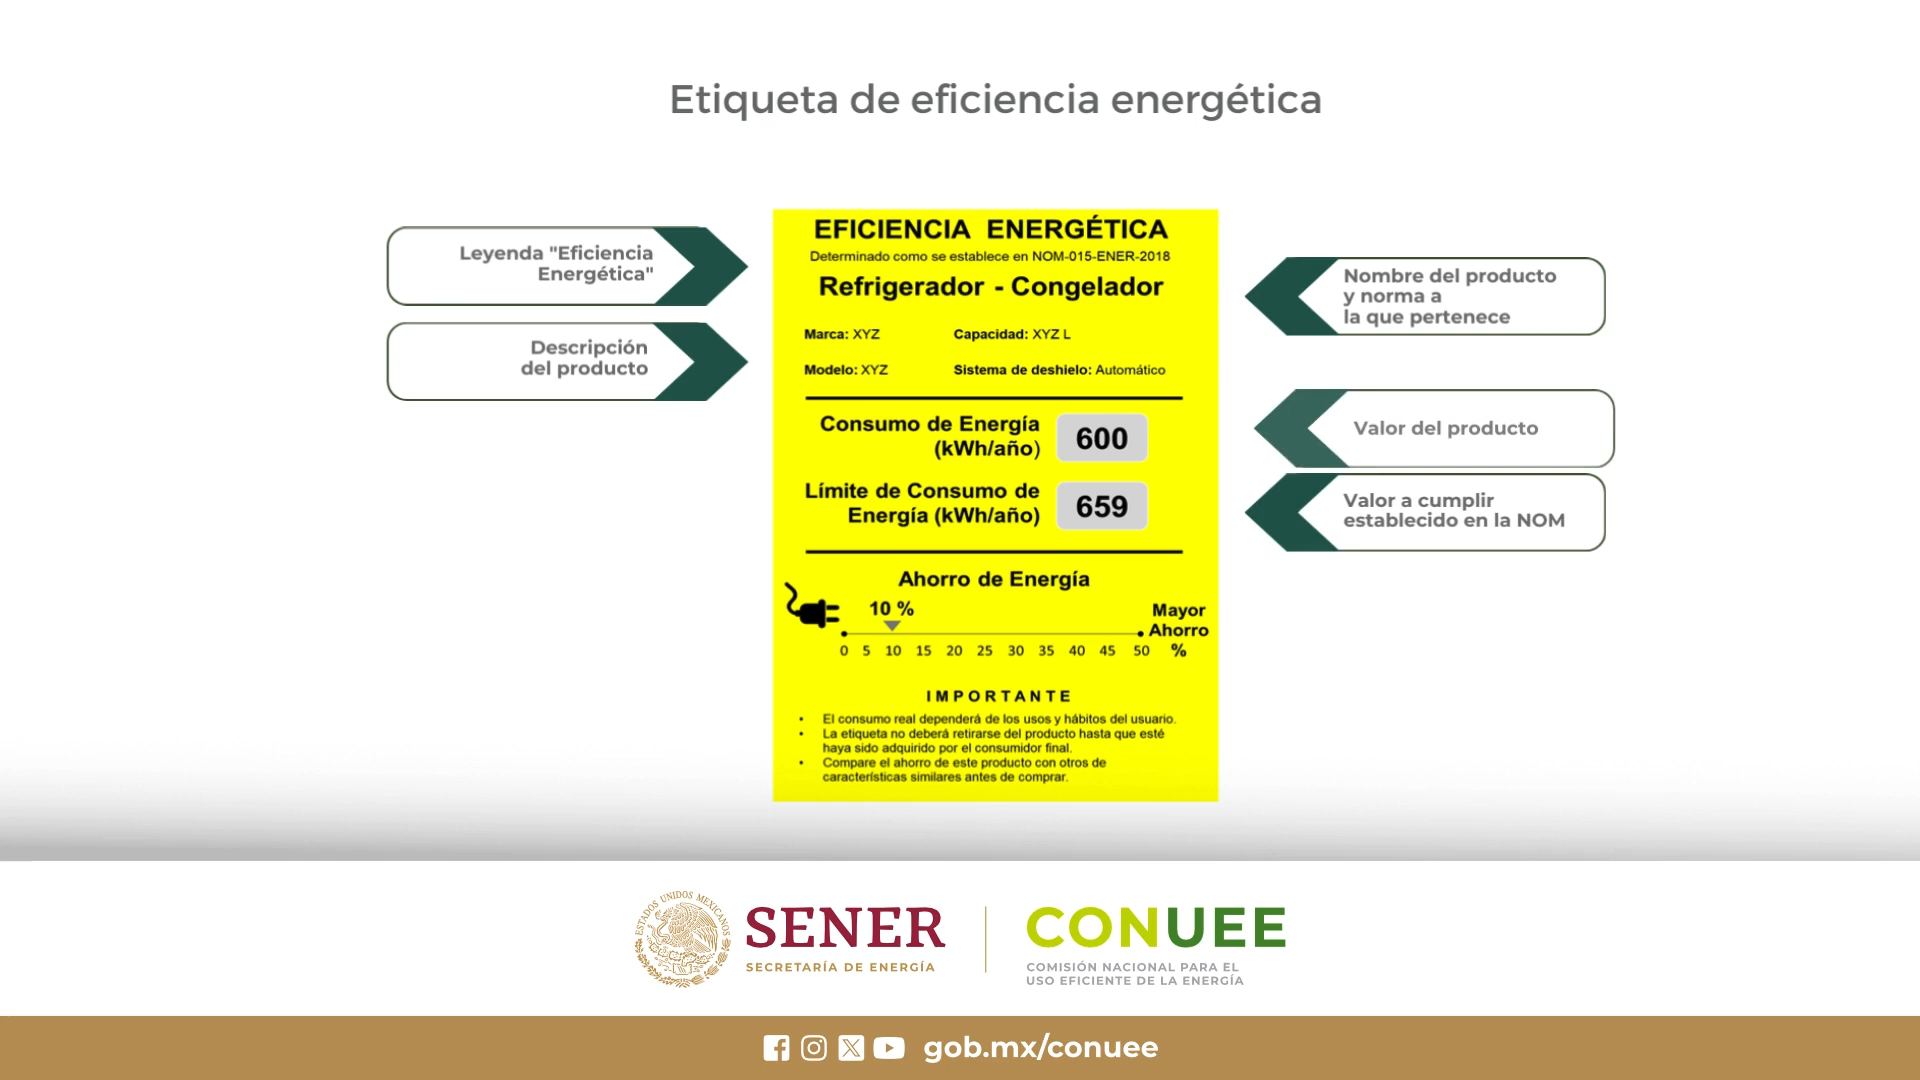 Etiqueta de eficiencia energética
Leyenda "Eficiencia
Energética"
Descripción
del producto
EFICIENCIA ENERGÉTICA
Determinado como se establece en NOM-015-ENER-2018
Refrigerador - Congelador
Marca: XYZ Capacidad: XYZ L
Modelo: XYZ Sistema de deshielo: Automático
Consumo de Energía
(kWh/año) 600
Límite de Consumo de
Energía (kWh/año) 659
Ahorro de Energía
10 %
Mayor
Ahorro
0 5 10 15 20 25 30 35 40 45 50 %
IMPORTANTE
• El consumo real dependerá de los usos y hábitos del usuario.
• La etiqueta no deberá retirarse del producto hasta que esté
haya sido adquirido por el consumidor final.
• Compare el ahorro de este producto con otros de
características similares antes de comprar.
Nombre del producto
y norma a
la que pertenece
Valor del producto
Valor a cumplir
establecido en la NOM
ESTADOS UNIDOS MEXICANOS
SENER
SECRETARÍA DE ENERGÍA
CONUEE
COMISIÓN NACIONAL PARA EL
USO EFICIENTE DE LA ENERGÍA
gob.mx/conuee